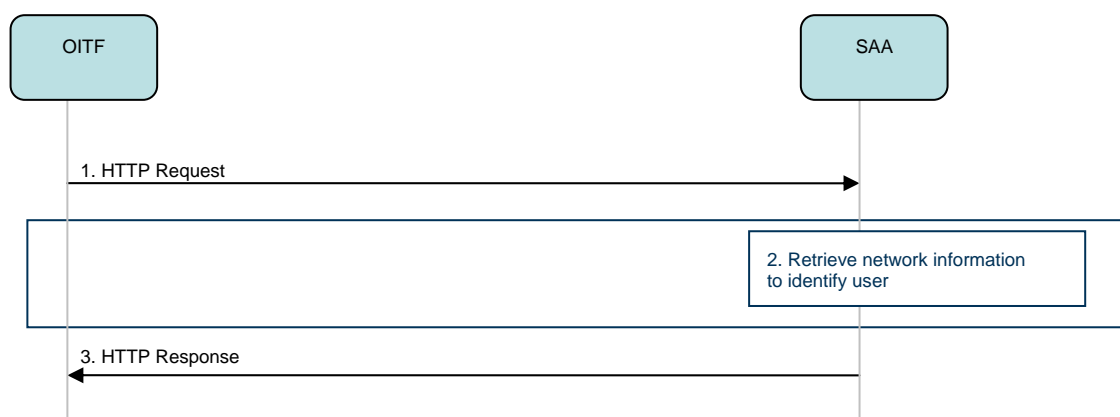 OITF
SAA
1. HTTP Request
2. Retrieve network information
to identify user
3. HTTP Response